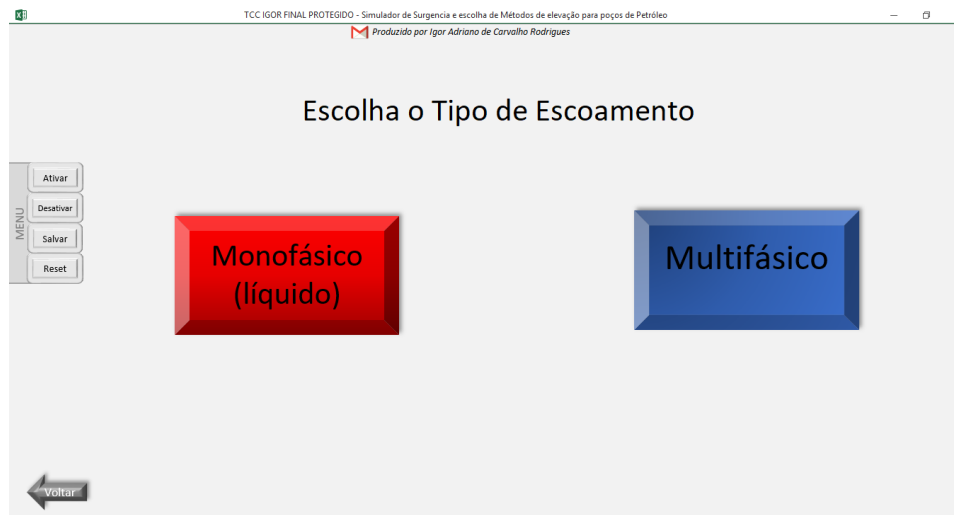 TCC IGOR FINAL PROTEGIDO - Simulador de Surgencia e escolha de Métodos de elevação para poços de Petróleo
Produzido por Igor Adriano de Carvalho Rodrigues
Escolha o Tipo de Escoamento
MENU
Ativar
Desativar
Salvar
Reset
Monofásico
(líquido)
Multifásico
Voltar